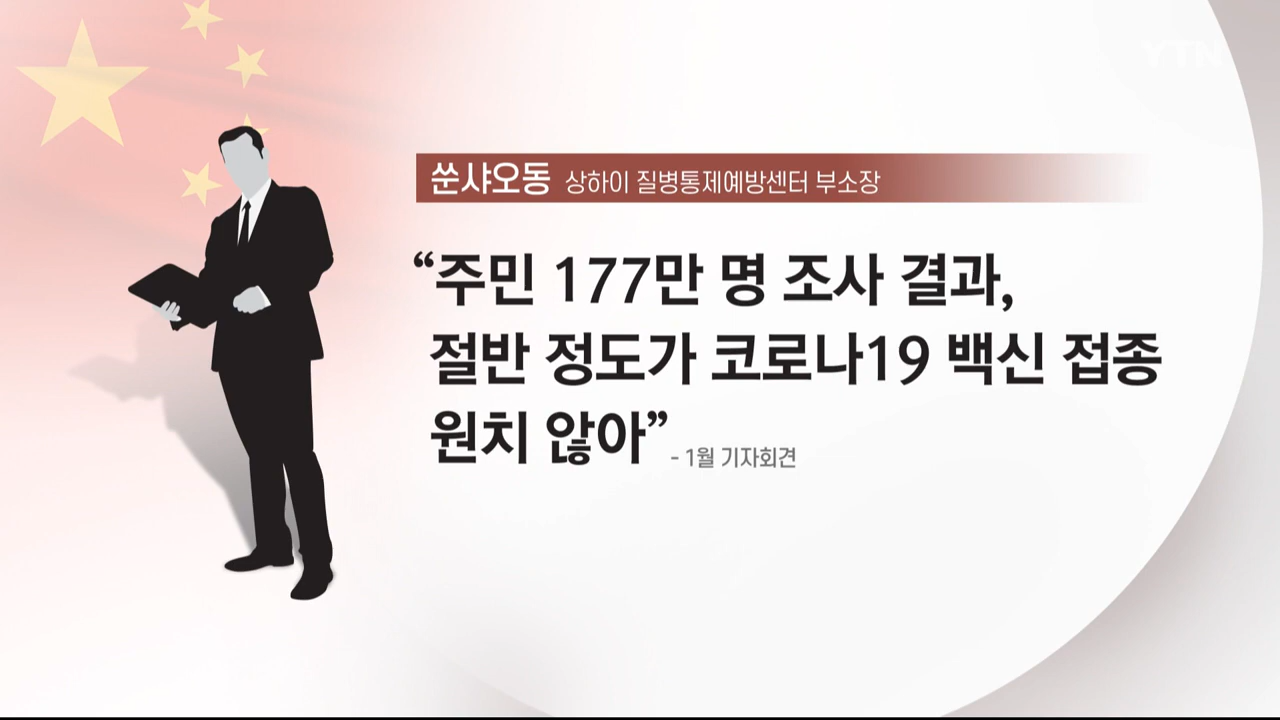 YTN
쑨샤오둥 상하이 질병통제예방센터 부소장
“주민 177만 명 조사 결과,
절반 정도가 코로나19 백신 접종
원치 않아” - 1월 기자회견